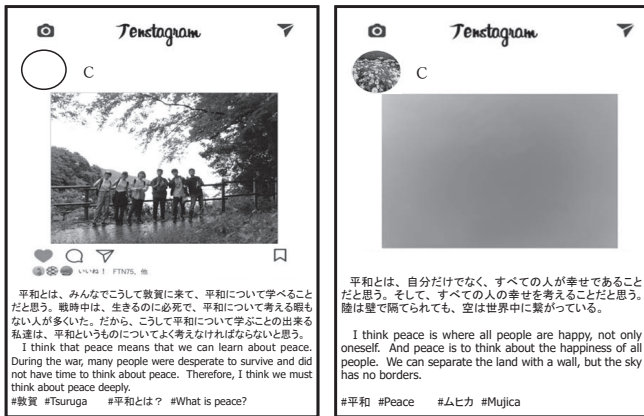 Tenstagram
C
いいね！ FTN75、他
平和とは、みんなでこうして敦賀に来て、平和について学べること
だと思う。戦時中は、生きるのに必死で、平和について考える暇も
ない人が多くいた。だから、こうして平和について学ぶことの出来る
私達は、平和というものについてよく考えなければならないと思う。
I think that peace means that we can learn about peace.
During the war, many people were desperate to survive and did
not have time to think about peace. Therefore, I think we must
think about peace deeply.
#敦賀 #Tsuruga #平和とは？ #What is peace?
Tenstagram
C
平和とは、自分だけでなく、すべての人が幸せであること
だと思う。そして、すべての人の幸せを考えることだと思う。
陸は壁で隔てられても、空は世界中に繋がっている。
I think peace is where all people are happy, not only
oneself. And peace is to think about the happiness of all
people. We can separate the land with a wall, but the sky
has no borders.
#平和 #Peace #ムヒカ #Mujica